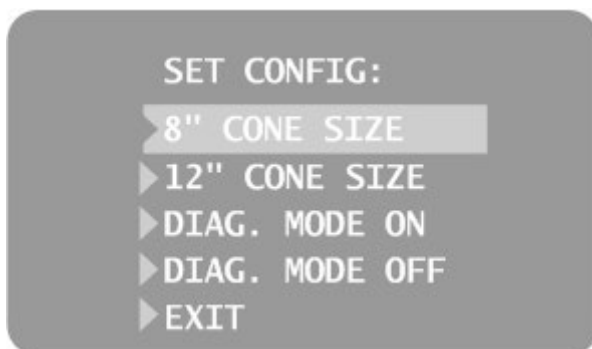 SET CONFIG:
8" CONE SIZE
12" CONE SIZE
DIAG. MODE ON
DIAG. MODE OFF
EXIT